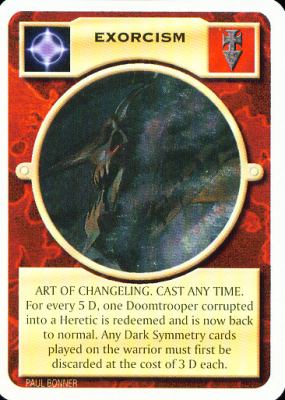 EXORCISM
ART OF CHANGELING. CAST ANY TIME.
For every 5 D, one Doomtrooper corrupted
into a Heretic is redeemed and is now back
to normal. Any Dark Symmetry cards
played on the warrior must first be
discarded at the cost of 3 D each.
PAUL BONNER